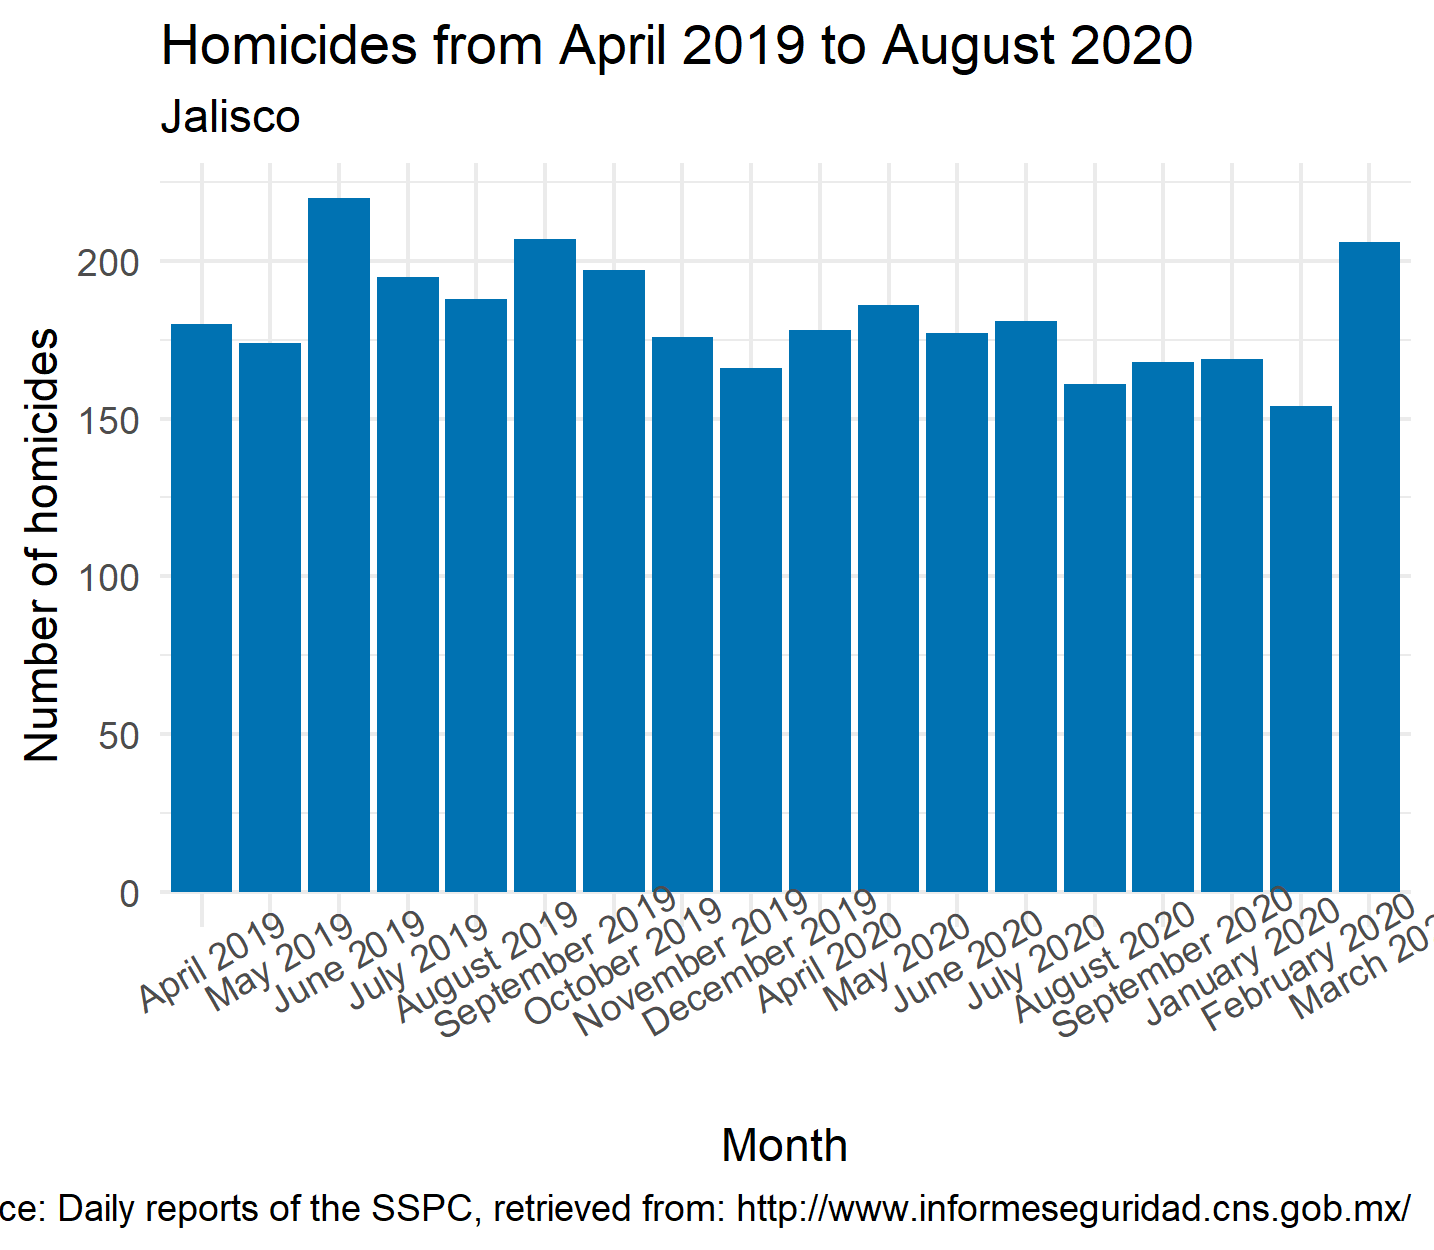 Homicides from April 2019 to August 2020
Jalisco
Number of homicides
200
150
100
50
0
April 2019
May 2019
June 2019
July 2019
August 2019
September 2019
October 2019
November 2019
December 2019
April 2020
May 2020
June 2020
July 2020
August 2020
September 2020
January 2020
February 2020
March 202
Month
ce: Daily reports of the SSPC, retrieved from: http://www.informeseguridad.cns.gob.mx/